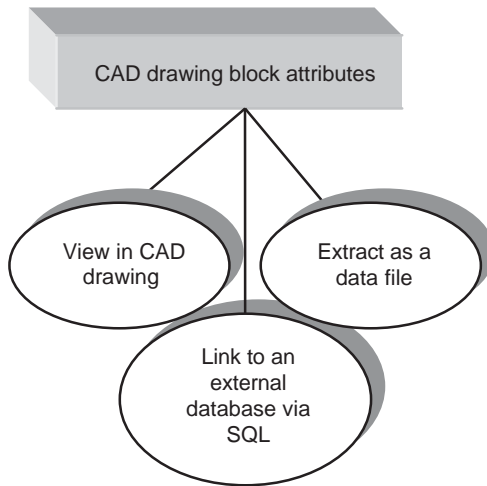 CAD drawing block attributes
View in CAD
drawing
Extract as a
data file
Link to an
external
database via
SQL